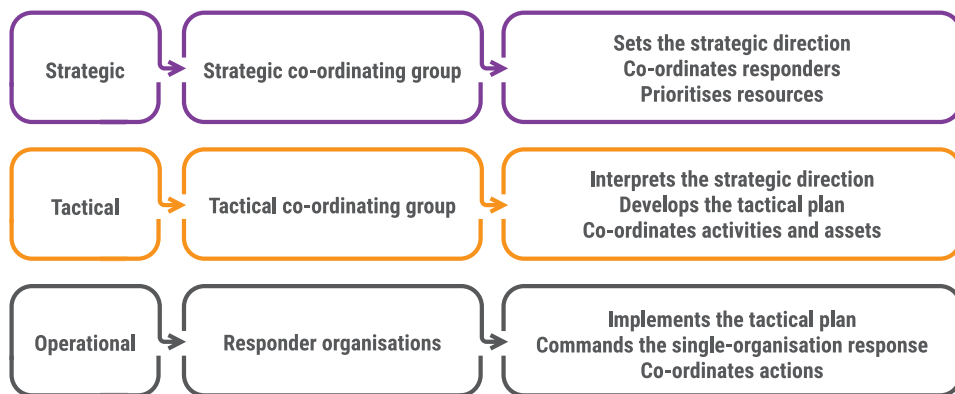 Strategic
Strategic co-ordinating group
Sets the strategic direction
Co-ordinates responders
Prioritises resources
Tactical
Tactical co-ordinating group
Interprets the strategic direction
Develops the tactical plan
Co-ordinates activities and assets
Operational
Responder organisations
Implements the tactical plan
Commands the single-organisation response
Co-ordinates actions